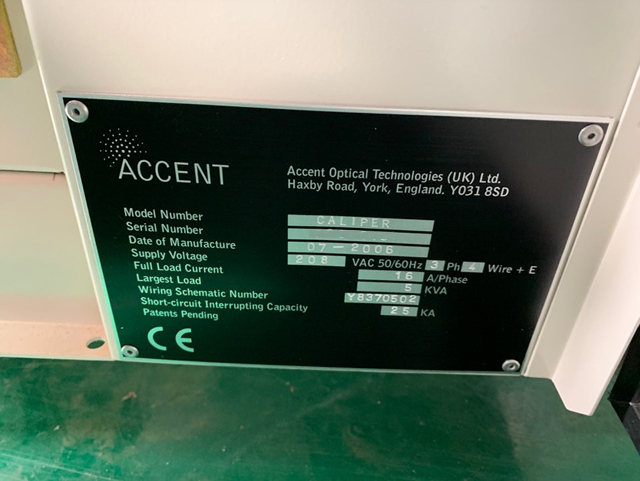 ACCENT
Accent Optical Technologies (UK) Ltd.
Haxby Road, York, England. YO31 8SD
Model Number CALIPER
Serial Number
Date of Manufacture 07-2006
Supply Voltage 208 VAC 50/60Hz 3 Ph 4 Wire + E
Full Load Current 16 A/Phase
Largest Load 5 KVA
Wiring Schematic Number Y8370502
Short-circuit Interrupting Capacity 25 KA
Patents Pending
CE